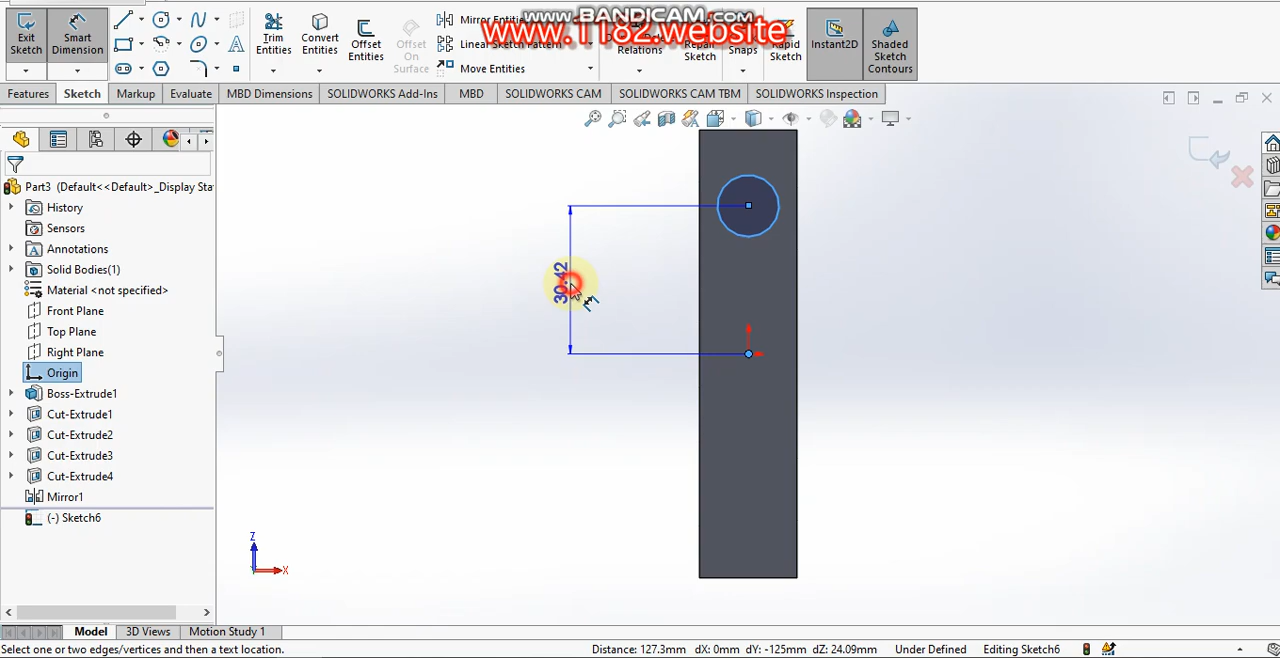 www.BANDICAM.com
www.1182.website
Exit Sketch
Smart Dimension
Trim Entities
Convert Entities
Offset Entities
Offset On Surface
Mirror Entities
Linear Sketch Pattern
Move Entities
Relations
Repair Sketch
Snaps
Rapid Sketch
Instant2D
Shaded Sketch Contours
Features Sketch Markup Evaluate MBD Dimensions SOLIDWORKS Add-Ins MBD SOLIDWORKS CAM SOLIDWORKS CAM TBM SOLIDWORKS Inspection
Part3 (Default<<Default>_Display Sta
History
Sensors
Annotations
Solid Bodies(1)
Material <not specified>
Front Plane
Top Plane
Right Plane
Origin
Boss-Extrude1
Cut-Extrude1
Cut-Extrude2
Cut-Extrude3
Cut-Extrude4
Mirror1
(-) Sketch6
30.42
Z
X
Model 3D Views Motion Study 1
Select one or two edges/vertices and then a text location. Distance: 127.3mm dX: 0mm dY: -125mm dZ: 24.09mm Under Defined Editing Sketch6